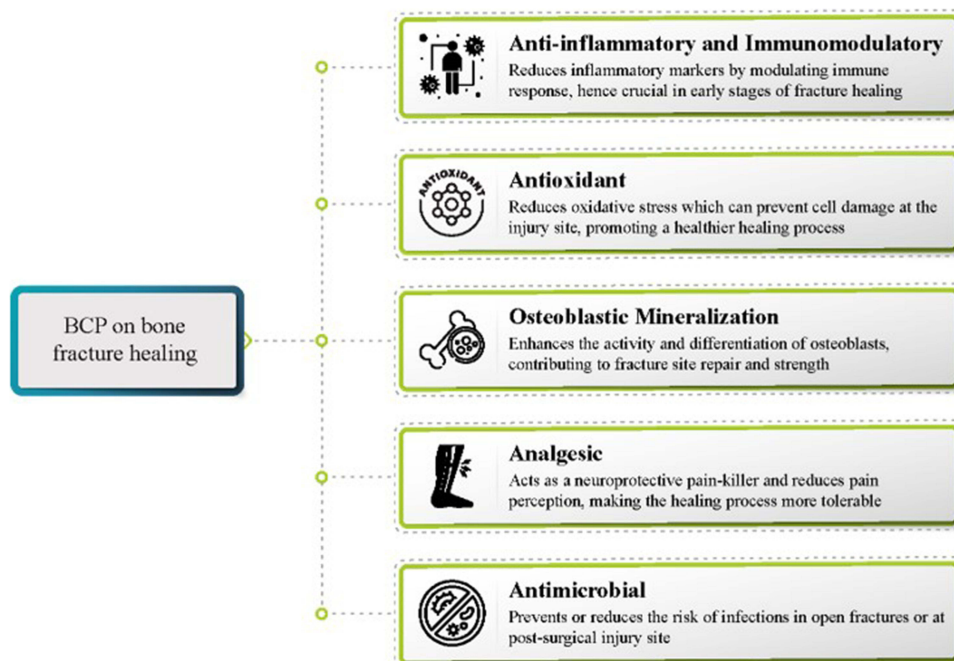 Anti-inflammatory and Immunomodulatory
Reduces inflammatory markers by modulating immune
response, hence crucial in early stages of fracture healing
ANTIOXIDANT
Antioxidant
Reduces oxidative stress which can prevent cell damage at the
injury site, promoting a healthier healing process
BCP on bone
fracture healing
Osteoblastic Mineralization
Enhances the activity and differentiation of osteoblasts,
contributing to fracture site repair and strength
Analgesic
Acts as a neuroprotective pain-killer and reduces pain
perception, making the healing process more tolerable
Antimicrobial
Prevents or reduces the risk of infections in open fractures or at
post-surgical injury site